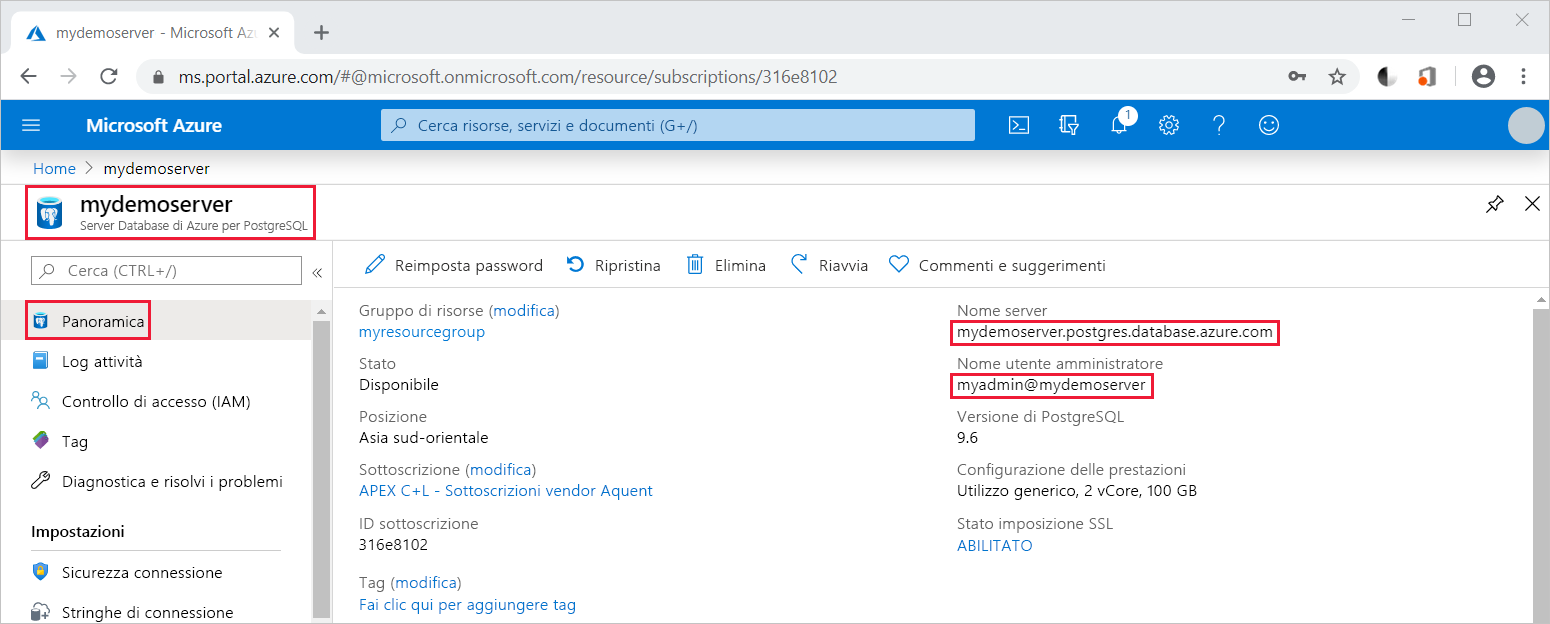 mydemoserver - Microsoft Az
ms.portal.azure.com/#@microsoft.onmicrosoft.com/resource/subscriptions/316e8102
Microsoft Azure
Cerca risorse, servizi e documenti (G+/)
1
Home > mydemoserver
mydemoserver
Server Database di Azure per PostgreSQL
Cerca (CTRL+/)
«
Panoramica
Log attività
Controllo di accesso (IAM)
Tag
Diagnostica e risolvi i problemi
Impostazioni
Sicurezza connessione
Stringhe di connessione
Reimposta password
Ripristina
Elimina
Riavvia
Commenti e suggerimenti
Gruppo di risorse (modifica)
myresourcegroup
Stato
Disponibile
Posizione
Asia sud-orientale
Sottoscrizione (modifica)
APEX C+L - Sottoscrizioni vendor Aquent
ID sottoscrizione
316e8102
Tag (modifica)
Fai clic qui per aggiungere tag
Nome server
mydemoserver.postgres.database.azure.com
Nome utente amministratore
myadmin@mydemoserver
Versione di PostgreSQL
9.6
Configurazione delle prestazioni
Utilizzo generico, 2 vCore, 100 GB
Stato imposizione SSL
ABILITATO